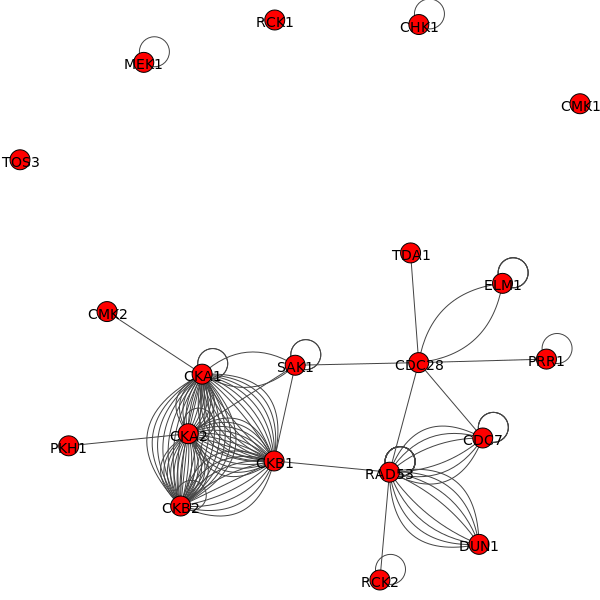 RCK1
CHK1
MEK1
CMK1
TOS3
TDA1
ELM1
CMK2
PRR1
CDC28
SAK1
CKA1
CKA2
CDC7
PKH1
CKB1
RAD53
CKB2
DUN1
RCK2